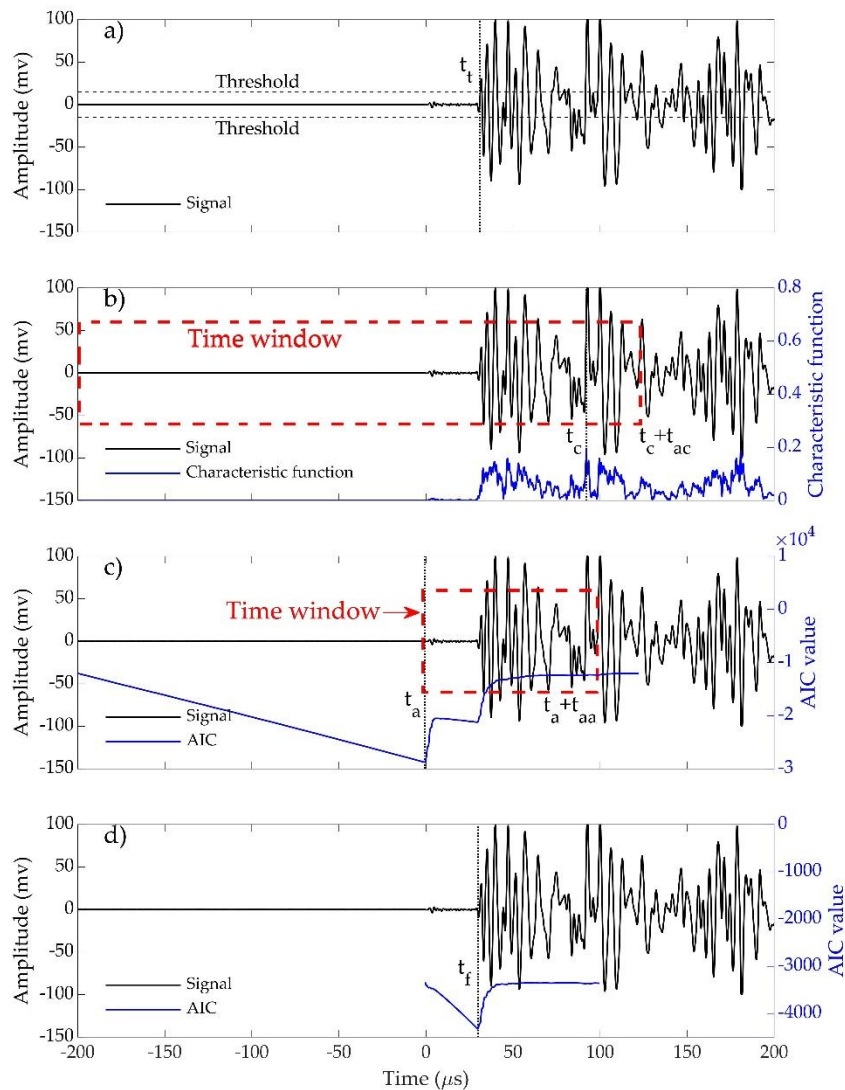 a)
100
50
0
-50
-100
-150
Amplitude (mv)
Threshold
Threshold
t_t
Signal
b)
100
50
0
-50
-100
-150
Amplitude (mv)
Time window
t_c
t_c+t_ac
Signal
Characteristic function
0.8
0.6
0.4
0.2
0
Characteristic function
c)
100
50
0
-50
-100
-150
Amplitude (mv)
Time window
t_a
t_a+t_aa
Signal
AIC
×10⁴
1
0
-1
-2
-3
AIC value
d)
100
50
0
-50
-100
-150
Amplitude (mv)
t_f
Signal
AIC
0
-1000
-2000
-3000
-4000
AIC value
-200 -150 -100 -50 0 50 100 150 200
Time (μs)